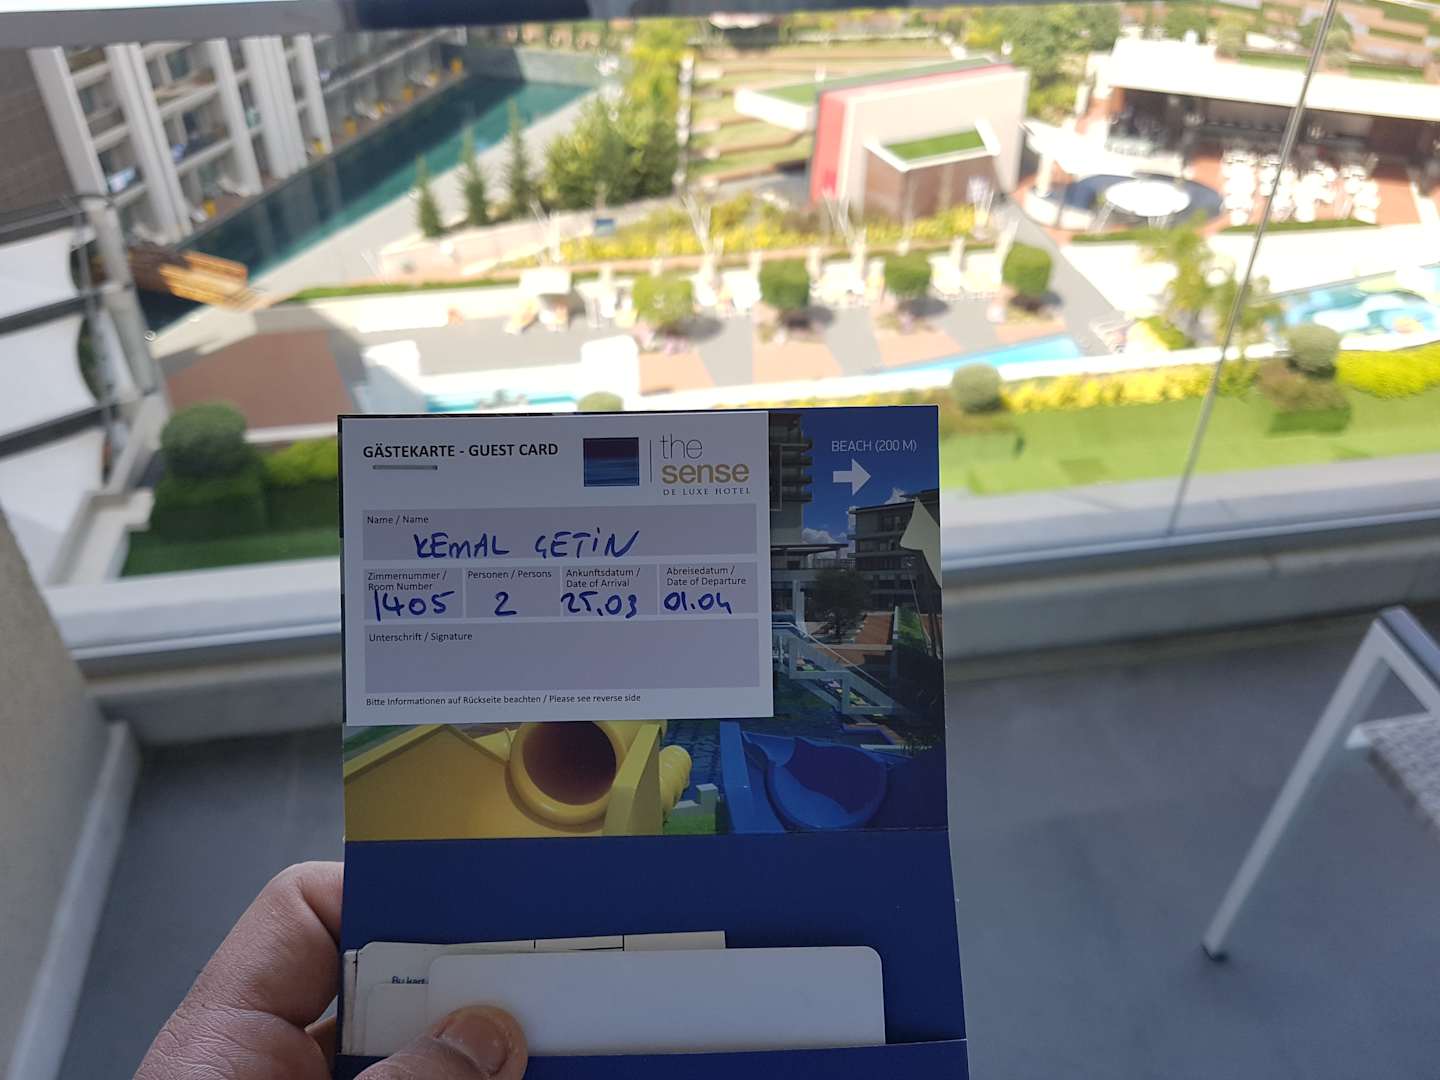 GÄSTEKARTE - GUEST CARD
the
sense
DE LUXE HOTEL
BEACH (200 M)
Name / Name
KEMAL ÇETİN
Zimmernummer /
Room Number
1405
Personen / Persons
2
Ankunftsdatum /
Date of Arrival
25.03
Abreisedatum /
Date of Departure
01.04
Unterschrift / Signature
Bitte Informationen auf Rückseite beachten / Please see reverse side
Bu kart